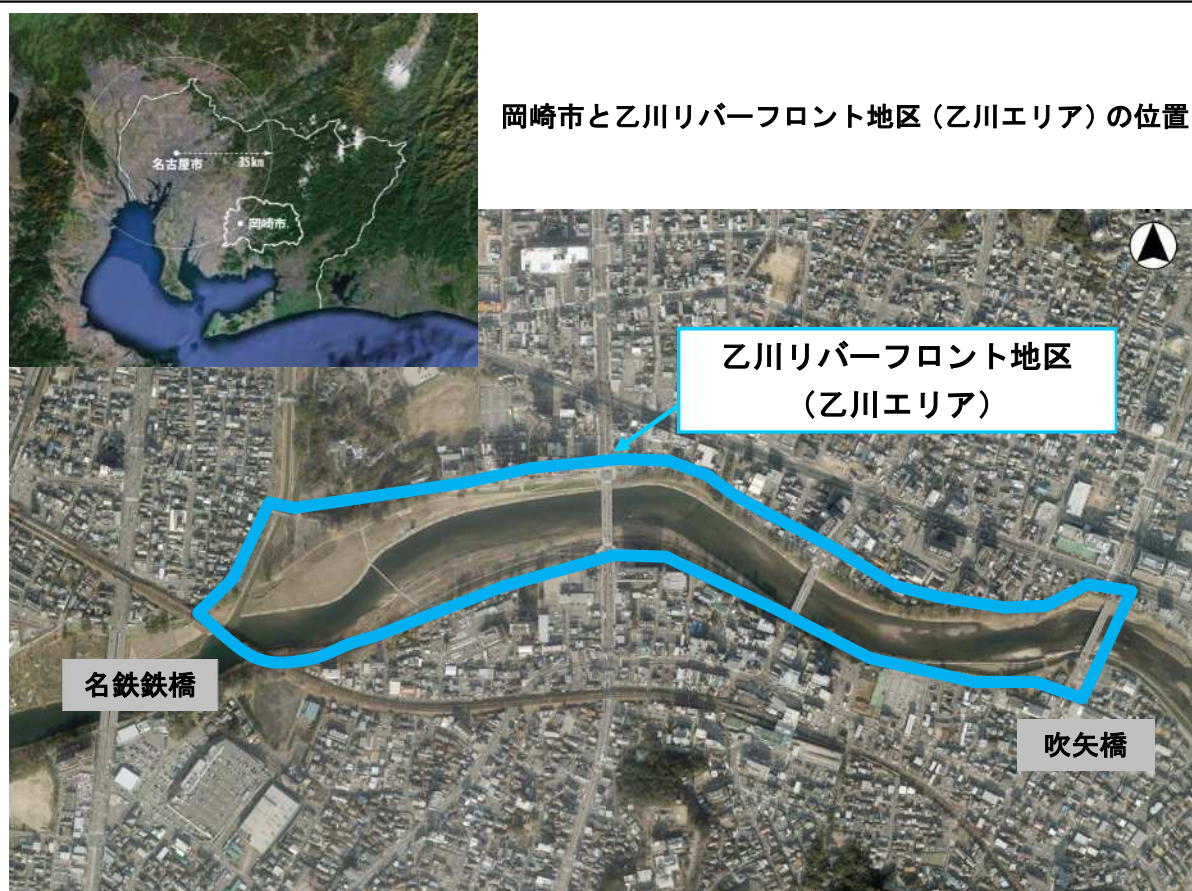 岡崎市と乙川リバーフロント地区（乙川エリア）の位置
名古屋市
35km
岡崎市
乙川リバーフロント地区
（乙川エリア）
名鉄鉄橋
吹矢橋